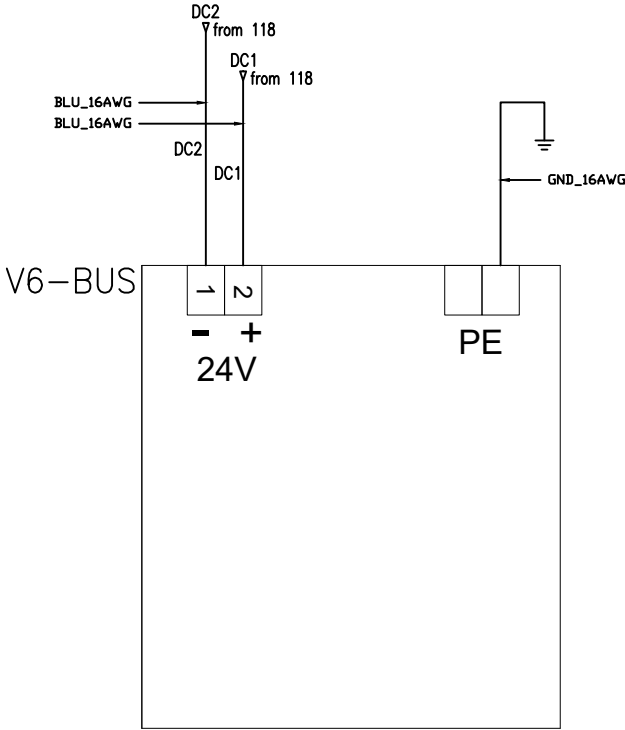 DC2
from 118
DC1
from 118
BLU_16AWG
BLU_16AWG
DC2
DC1
GND_16AWG
V6-BUS
1 2
- +
24V
PE